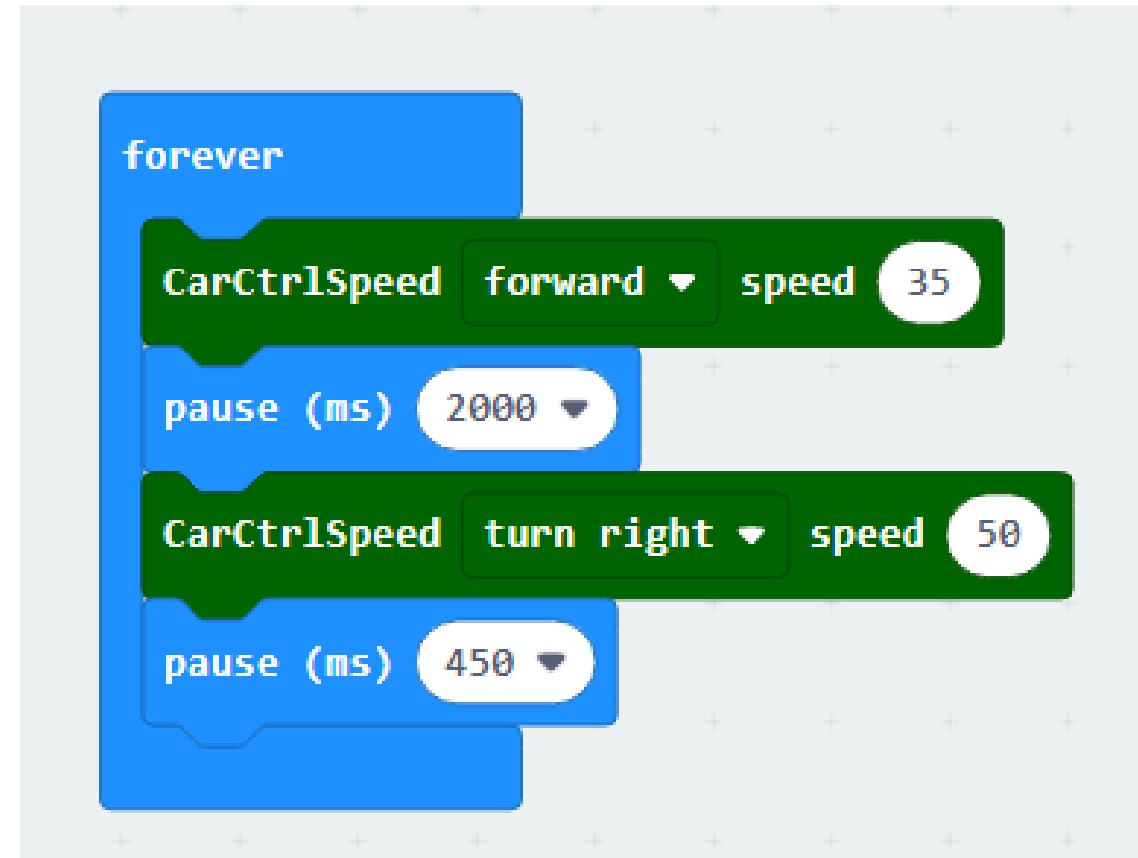 forever
CarCtrlSpeed forward speed 35
pause (ms) 2000
CarCtrlSpeed turn right speed 50
pause (ms) 450